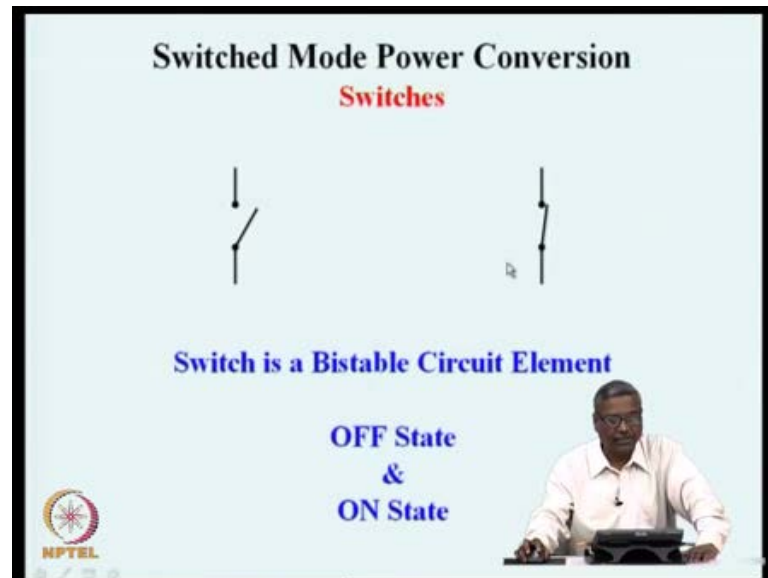 Switched Mode Power Conversion
Switches
Switch is a Bistable Circuit Element
OFF State
&
ON State
NPTEL